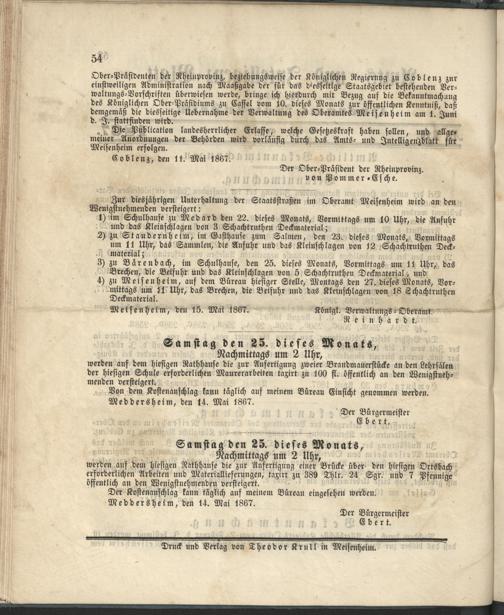 54
Ober-Präsidenten der Rheinprovinz, beziehungsweise der Königlichen Regierung zu Coblenz zur
einstweiligen Administration nach Maaßgabe der für das diesseitige Staatsgebiet bestehenden Ver-
waltungs-Vorschriften überwiesen werde, bringe ich hierdurch mit Bezug auf die Bekanntmachung
des Königlichen Ober-Präsidiums zu Cassel vom 10. dieses Monats zur öffentlichen Kenntniß, daß
demgemäß die diesseitige Uebernahme der Verwaltung des Oberamtes Meisenheim am 1. Juni
d. J. stattfinden wird.
Die Publication landesherrlicher Erlasse, welche Gesetzeskraft haben sollen, und allge-
meiner Anordnungen der Behörden wird vorläufig durch das Amts- und Intelligenzblatt für
Meisenheim erfolgen.
Coblenz, den 11. Mai 1867.
Der Ober-Präsident der Rheinprovinz.
von Pommer-Esche.
Zur diesjährigen Unterhaltung der Staatsstraßen im Oberamt Meisenheim wird an den
Wenigstnehmenden versteigert:
1) im Schulhause zu Medard den 22. dieses Monats, Vormittags um 10 Uhr, die Anfuhr
und das Kleinschlagen von 3 Schachtruthen Deckmaterial;
2) zu Staudernheim, im Gasthause zum Salmen, den 23. dieses Monats, Vormittags
um 11 Uhr, das Sammlen, die Anfuhr und das Kleinschlagen von 12 Schachtruthen Deck-
material;
3) zu Bärenbach, im Schulhause, den 25. dieses Monats, Vormittags um 11 Uhr, das
Brechen, die Beifuhr und das Kleinschlagen von 5 Schachtruthen Deckmaterial, und
4) zu Meisenheim, auf dem Büreau hiesiger Stelle, Montags den 27. dieses Monats, Vor-
mittags um 11 Uhr, das Brechen, die Beifuhr und das Kleinschlagen von 18 Schachtruthen
Deckmaterial.
Meisenheim, den 15. Mai 1867. Königl. Verwaltungs-Oberamt.
Reinhardt.
Samstag den 25. dieses Monats,
Nachmittags um 2 Uhr,
werden auf dem hiesigen Rathhause die zur Anfertigung zweier Brandmauerstücke an den Lehrsälen
der hiesigen Schule erforderlichen Maurerarbeiten taxirt zu 100 fl. öffentlich an den Wenigstneh-
menden versteigert.
Von dem Kostenanschlag kann täglich auf meinem Büreau Einsicht genommen werden.
Meddersheim, den 14. Mai 1867.
Der Bürgermeister
Ebert.
Samstag den 25. dieses Monats,
Nachmittags um 2 Uhr,
werden auf dem hiesigen Rathhause die zur Anfertigung einer Brücke über den hiesigen Ortsbach
erforderlichen Arbeiten und Materiallieferungen, taxirt zu 389 Thlr. 24 Sgr. und 7 Pfennige
öffentlich an den Wenigstnehmenden versteigert.
Der Kostenanschlag kann täglich auf meinem Büreau eingesehen werden.
Meddersheim, den 14. Mai 1867.
Der Bürgermeister
Ebert.
Druck und Verlag von Theodor Krull in Meisenheim.